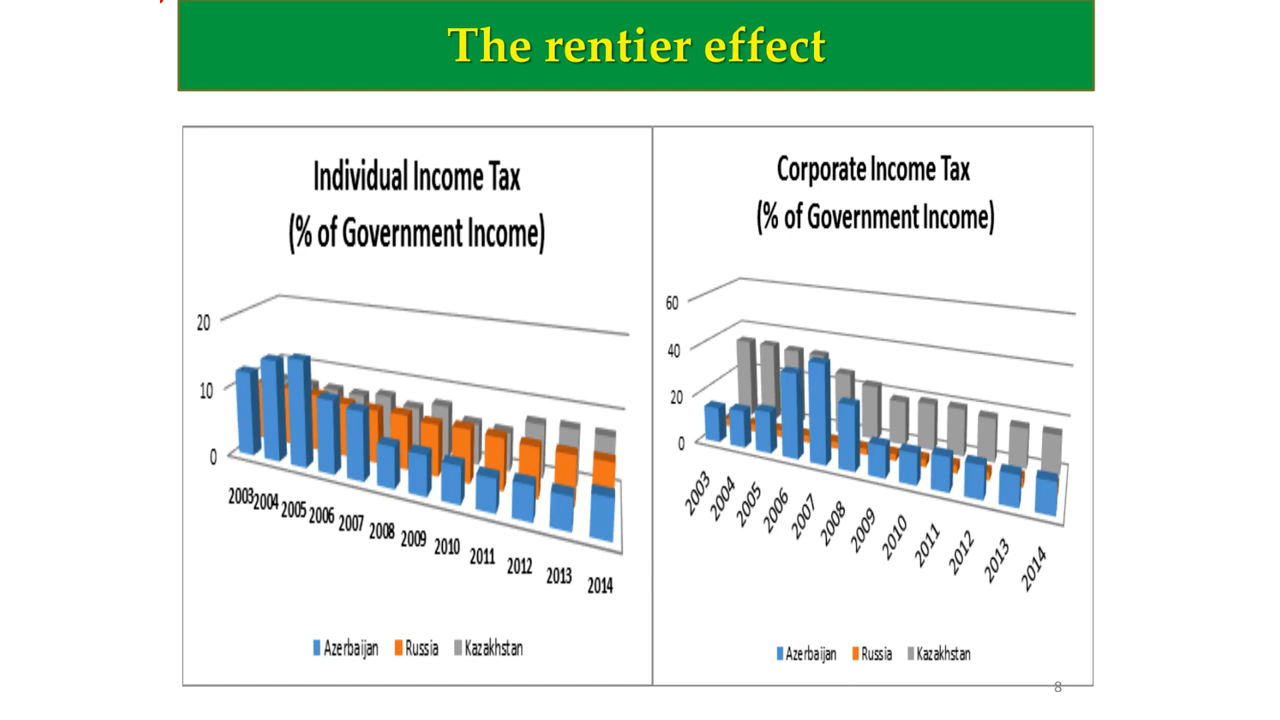 The rentier effect
Individual Income Tax
(% of Government Income)
20
10
0
2003
2004
2005
2006
2007
2008
2009
2010
2011
2012
2013
2014
Azerbaijan
Russia
Kazakhstan
Corporate Income Tax
(% of Government Income)
60
40
20
0
2003
2004
2005
2006
2007
2008
2009
2010
2011
2012
2013
2014
Azerbaijan
Russia
Kazakhstan
8